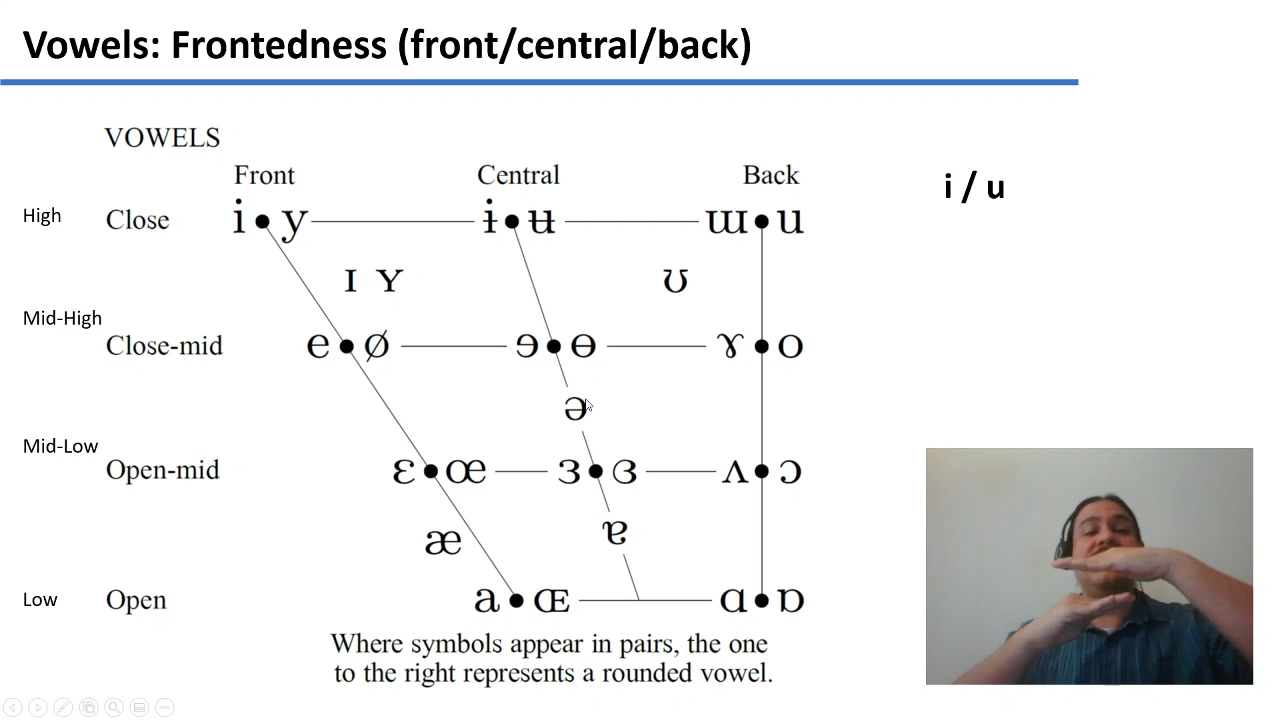 Vowels: Frontedness (front/central/back)
VOWELS
Front Central Back
i / u
High Close i y ɨ ʉ ɯ u
ɪ ʏ ʊ
Mid-High Close-mid e ø ɘ ɵ ɤ o
ə
Mid-Low Open-mid ɛ œ ɜ ɞ ʌ ɔ
æ ɐ
Low Open a ɶ ɑ ɒ
Where symbols appear in pairs, the one
to the right represents a rounded vowel.